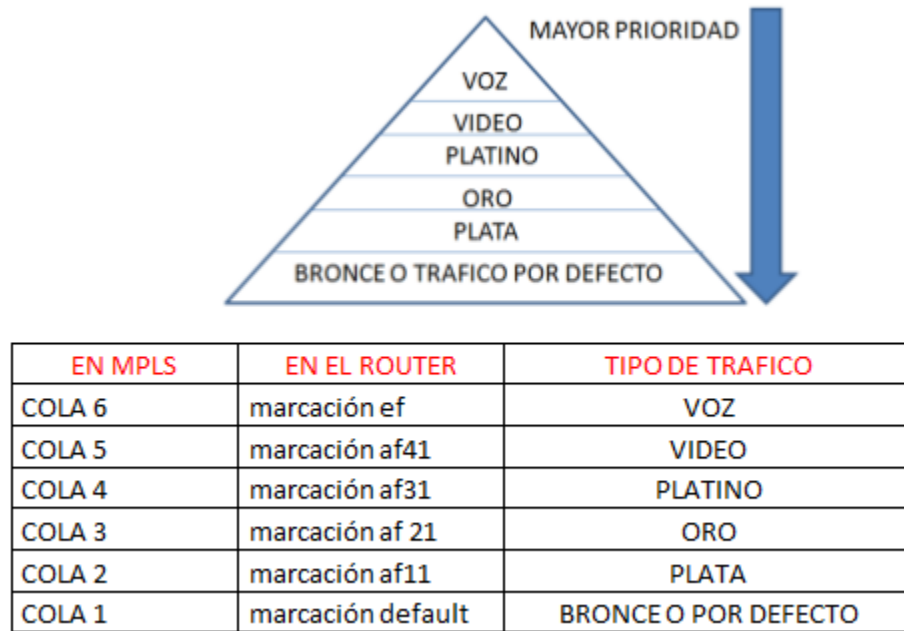 MAYOR PRIORIDAD
VOZ
VIDEO
PLATINO
ORO
PLATA
BRONCE O TRAFICO POR DEFECTO
EN MPLS EN EL ROUTER TIPO DE TRAFICO
COLA 6 marcación ef VOZ
COLA 5 marcación af41 VIDEO
COLA 4 marcación af31 PLATINO
COLA 3 marcación af 21 ORO
COLA 2 marcación af11 PLATA
COLA 1 marcación default BRONCE O POR DEFECTO